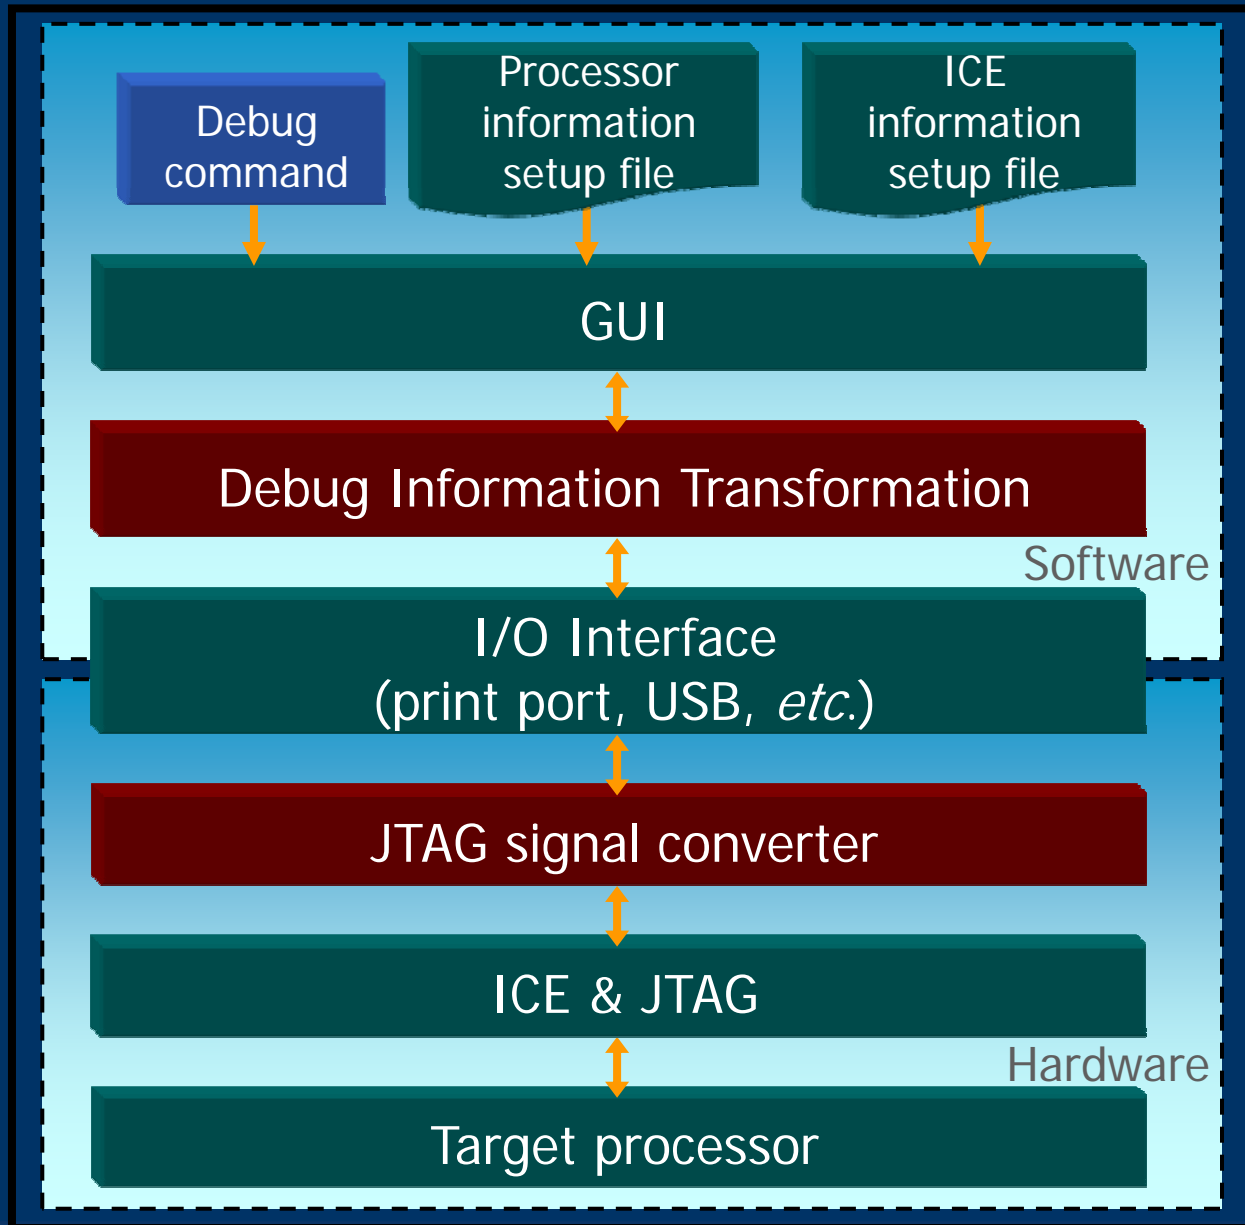 Debug
command
Processor
information
setup file
ICE
information
setup file
GUI
Debug Information Transformation
Software
I/O Interface
(print port, USB, etc.)
JTAG signal converter
ICE & JTAG
Hardware
Target processor